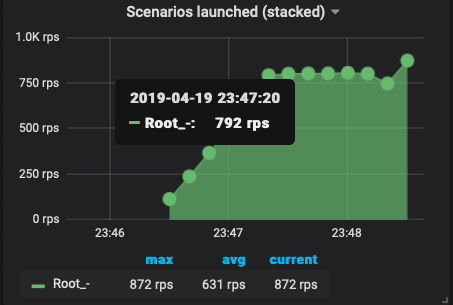 Scenarios launched (stacked)
1.0K rps
750 rps
500 rps
250 rps
0 rps
2019-04-19 23:47:20
Root_-: 792 rps
23:46 23:47 23:48
max avg current
Root_- 872 rps 631 rps 872 rps